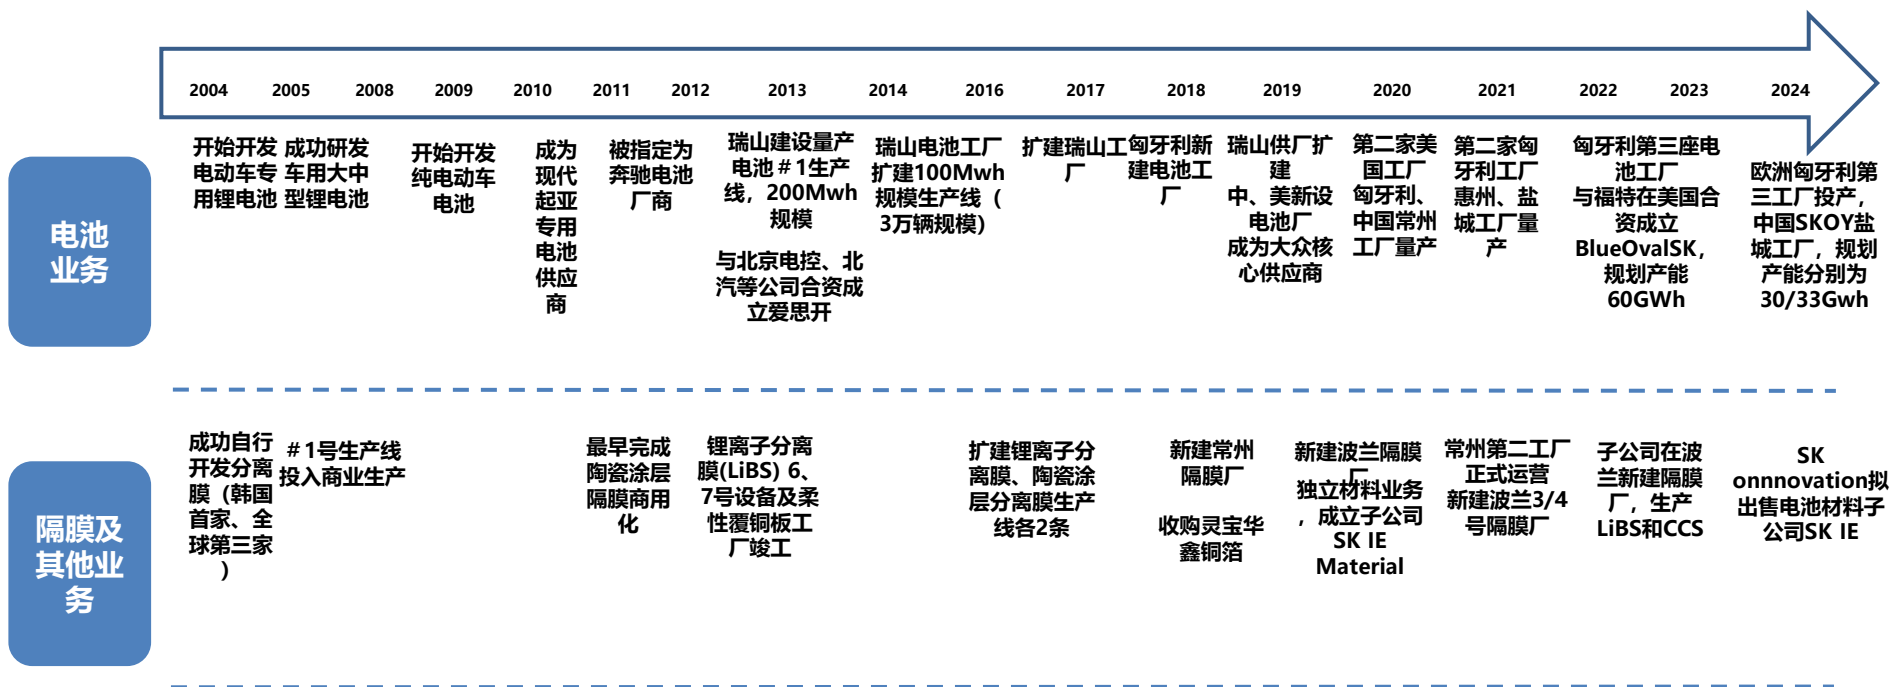 2004 2005 2008 2009 2010 2011 2012 2013 2014 2016 2017 2018 2019 2020 2021 2022 2023 2024
电池
业务
开始开发
电动车专
用锂电池
成功研发
车用大中
型锂电池
开始开发
纯电动车
电池
成为
现代
起亚
专用
电池
供应
商
被指定为
奔驰电池
厂商
瑞山建设量产
电池＃1生产
线，200Mwh
规模
与北京电控、北
汽等公司合资成
立爱思开
瑞山电池工厂
扩建100Mwh
规模生产线（
3万辆规模）
扩建瑞山工
厂
匈牙利新
建电池工
厂
瑞山供厂扩
建
中、美新设
电池厂
成为大众核
心供应商
第二家美
国工厂
匈牙利、
中国常州
工厂量产
第二家匈
牙利工厂
惠州、盐
城工厂量
产
匈牙利第三座电
池工厂
与福特在美国合
资成立
BlueOvalSK，
规划产能
60GWh
欧洲匈牙利第
三工厂投产，
中国SKOY盐
城工厂，规划
产能分别为
30/33Gwh
隔膜及
其他业
务
成功自行
开发分离
膜（韩国
首家、全
球第三家
）
＃1号生产线
投入商业生产
最早完成
陶瓷涂层
隔膜商用
化
锂离子分离
膜(LiBS) 6、
7号设备及柔
性覆铜板工
厂竣工
扩建锂离子分
离膜、陶瓷涂
层分离膜生产
线各2条
新建常州
隔膜厂
收购灵宝华
鑫铜箔
新建波兰隔膜
厂
独立材料业务
，成立子公司
SK IE
Material
常州第二工厂
正式运营
新建波兰3/4
号隔膜厂
子公司在波
兰新建隔膜
厂，生产
LiBS和CCS
SK
onnnovation拟
出售电池材料子
公司SK IE